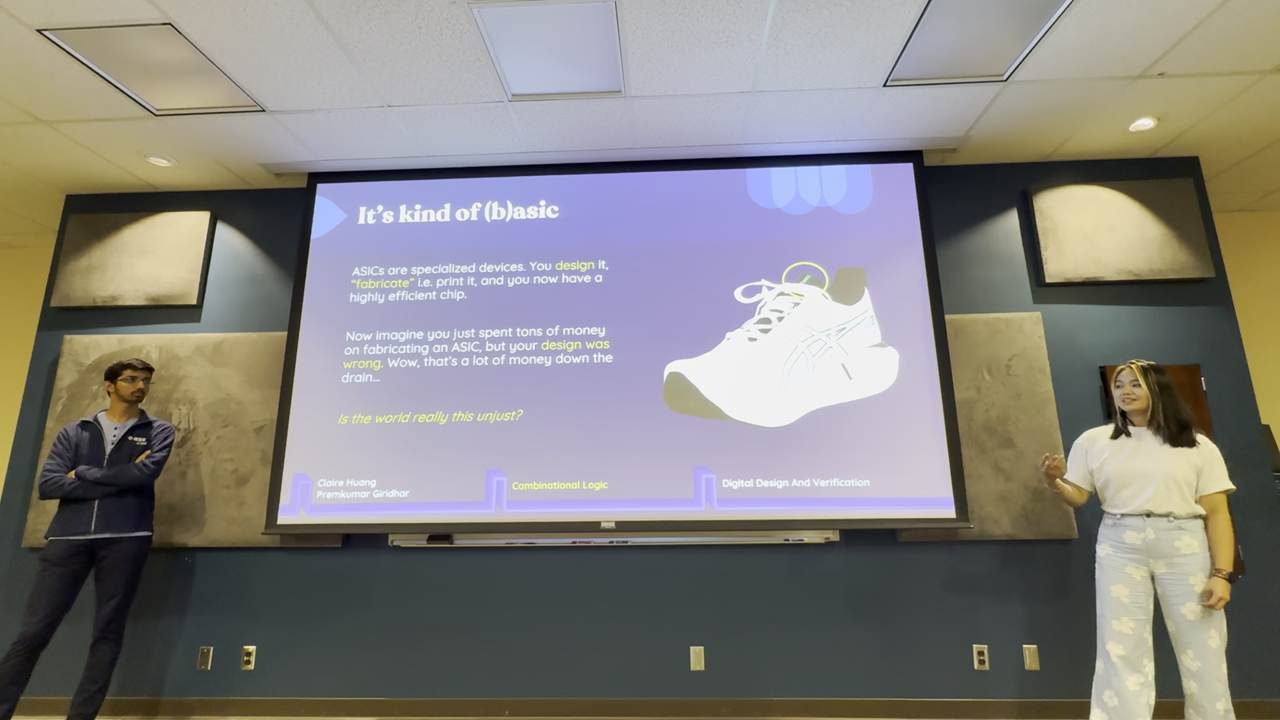 It's kind of (b)asic
ASICs are specialized devices. You design it,
"fabricate" i.e. print it, and you now have a
highly efficient chip.
Now imagine you just spent tons of money
on fabricating an ASIC, but your design was
wrong. Wow, that's a lot of money down the
drain...
Is the world really this unjust?
Claire Huang
Premkumar Giridhar
Combinational Logic
Digital Design And Verification